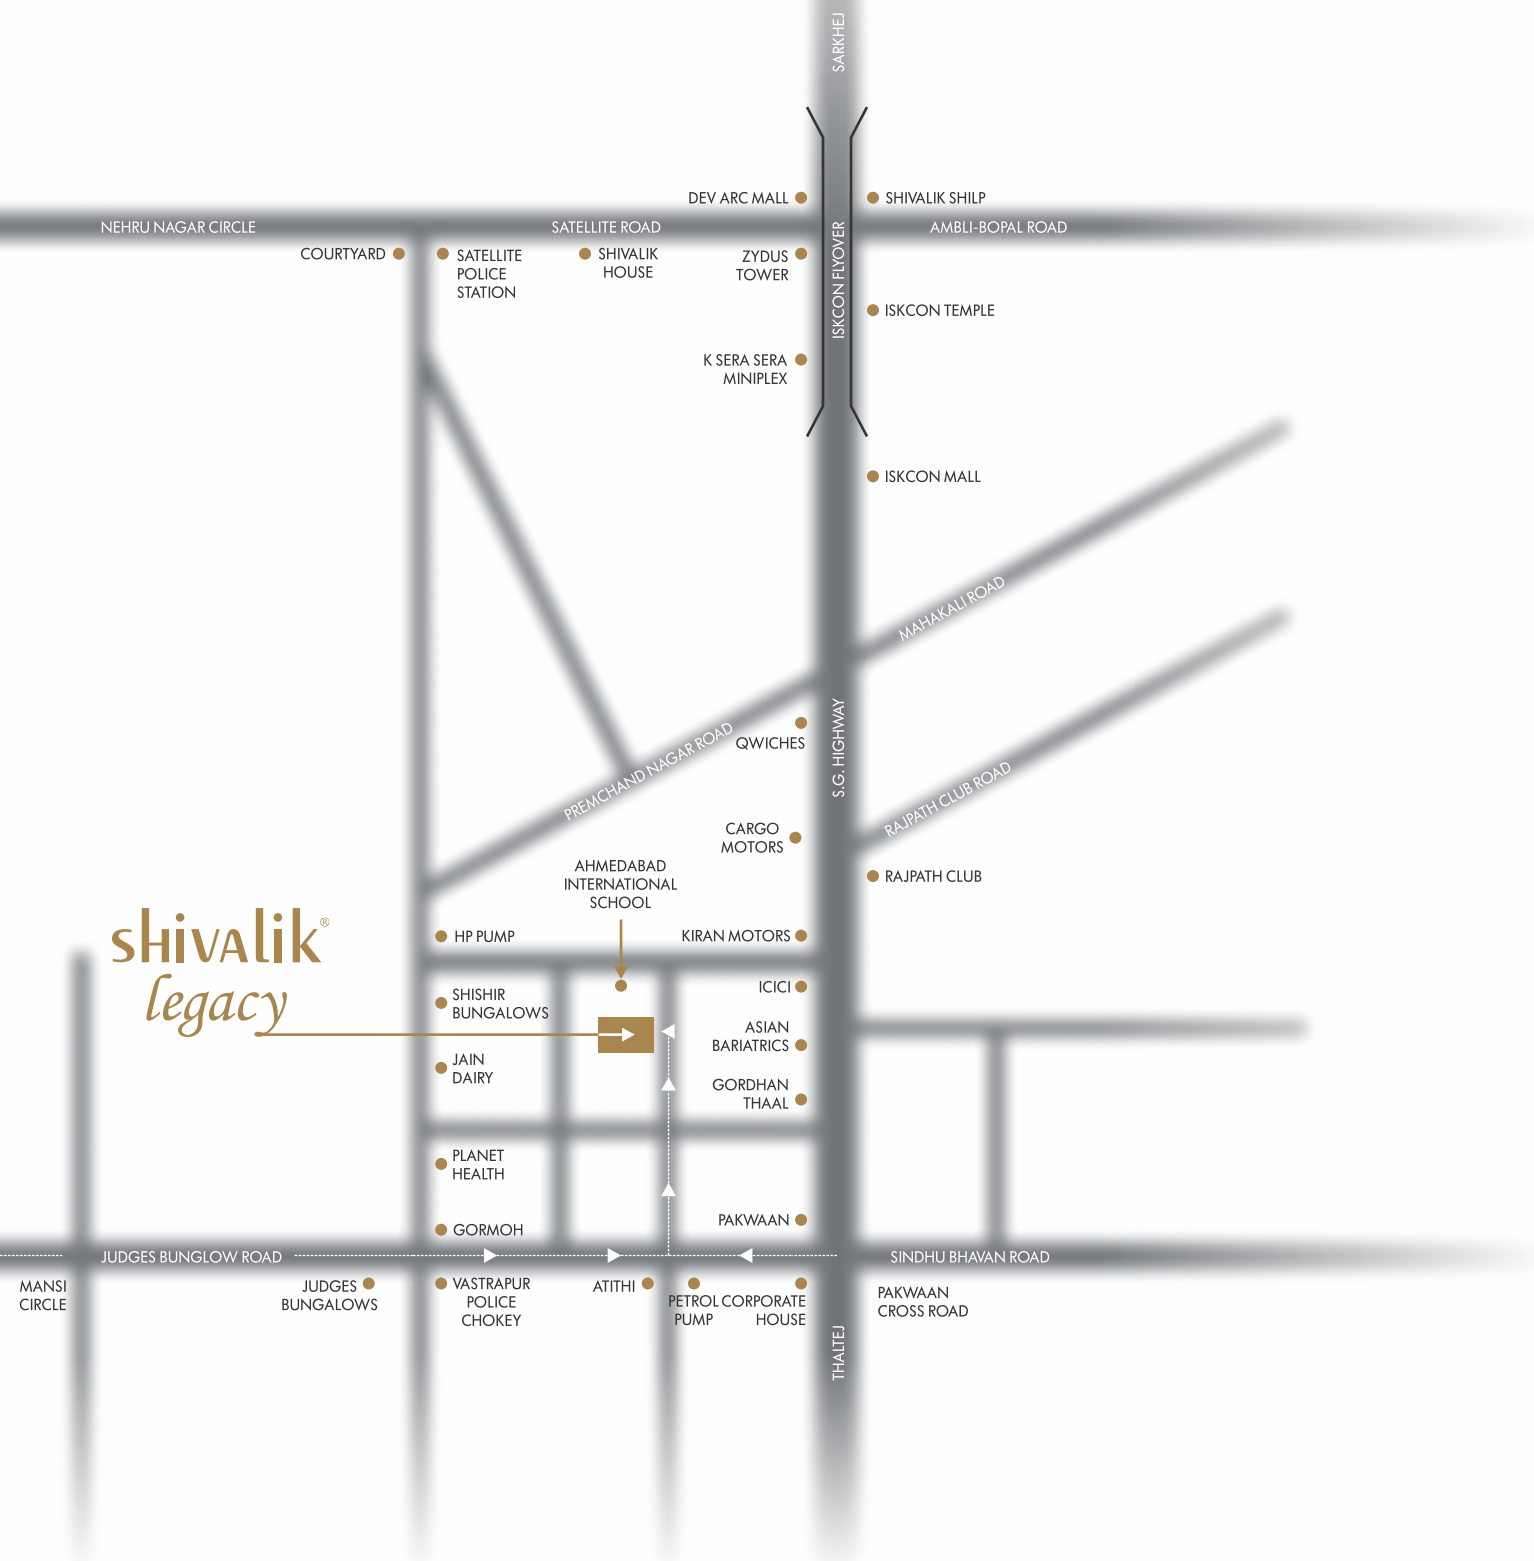 SARKHEJ
DEV ARC MALL
SHIVALIK SHILP
NEHRU NAGAR CIRCLE
SATELLITE ROAD
AMBLI-BOPAL ROAD
COURTYARD
SATELLITE
POLICE
STATION
SHIVALIK
HOUSE
ZYDUS
TOWER
ISKCON FLYOVER
ISKCON TEMPLE
K SERA SERA
MINIPLEX
ISKCON MALL
MAHAKALI ROAD
PREMCHAND NAGAR ROAD
QWICHES
S.G. HIGHWAY
RAJPATH CLUB ROAD
CARGO
MOTORS
AHMEDABAD
INTERNATIONAL
SCHOOL
RAJPATH CLUB
shivalik®
legacy
HP PUMP
KIRAN MOTORS
SHISHIR
BUNGALOWS
ICICI
ASIAN
BARIATRICS
JAIN
DAIRY
GORDHAN
THAAL
PLANET
HEALTH
GORMOH
PAKWAAN
JUDGES BUNGLOW ROAD
SINDHU BHAVAN ROAD
MANSI
CIRCLE
JUDGES
BUNGALOWS
VASTRAPUR
POLICE
CHOKEY
ATITHI
PETROL
PUMP
CORPORATE
HOUSE
PAKWAAN
CROSS ROAD
THALTEJ